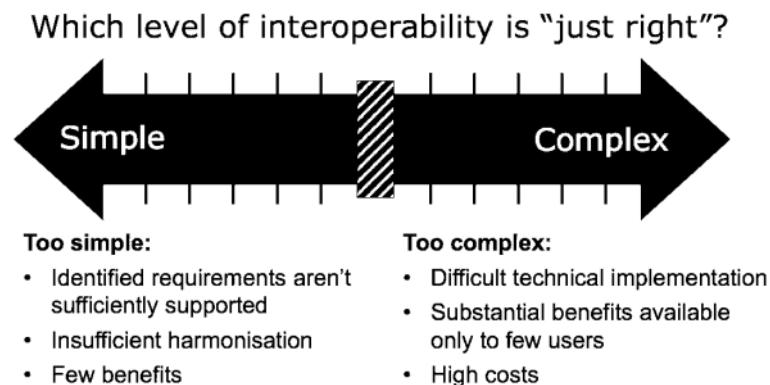 Which level of interoperability is “just right”?
Simple
Complex
Too simple:
• Identified requirements aren’t
sufficiently supported
• Insufficient harmonisation
• Few benefits
Too complex:
• Difficult technical implementation
• Substantial benefits available
only to few users
• High costs